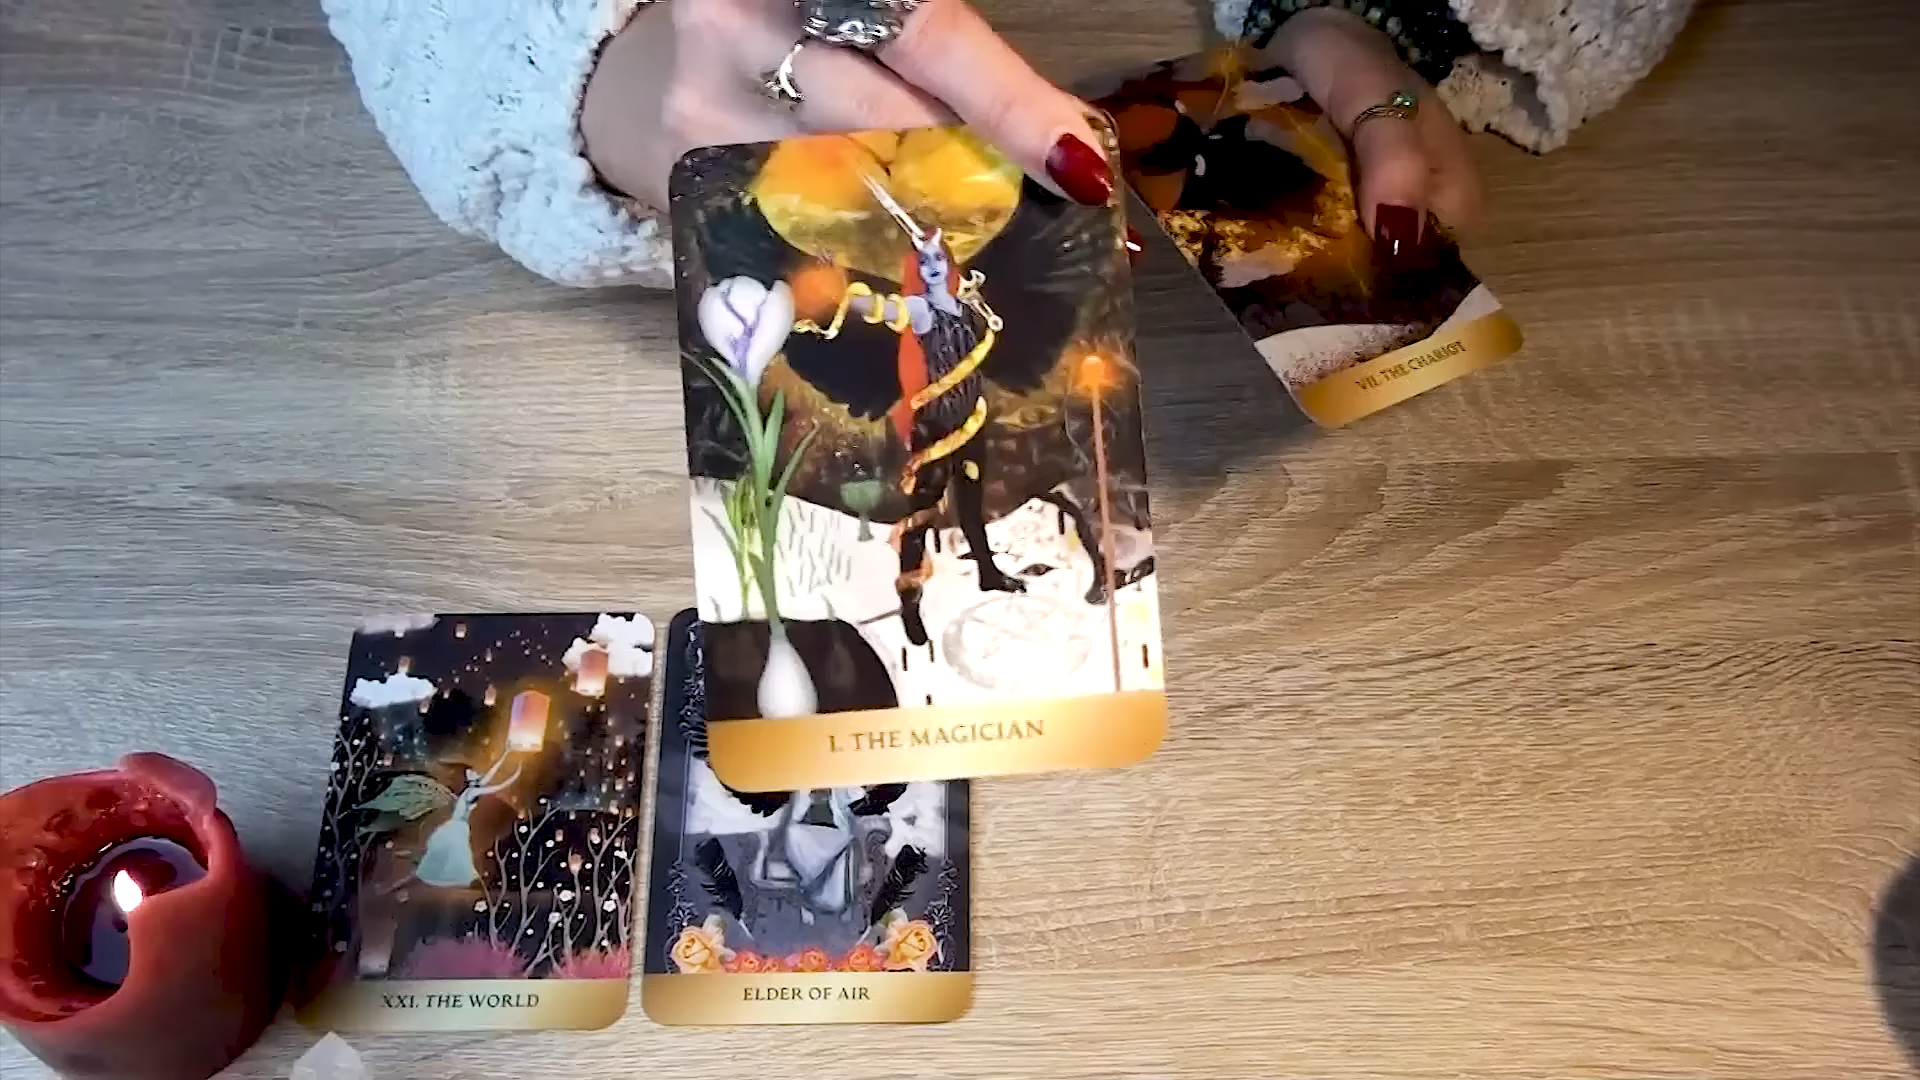 VII. THE CHARIOT
I. THE MAGICIAN
XXI. THE WORLD
ELDER OF AIR